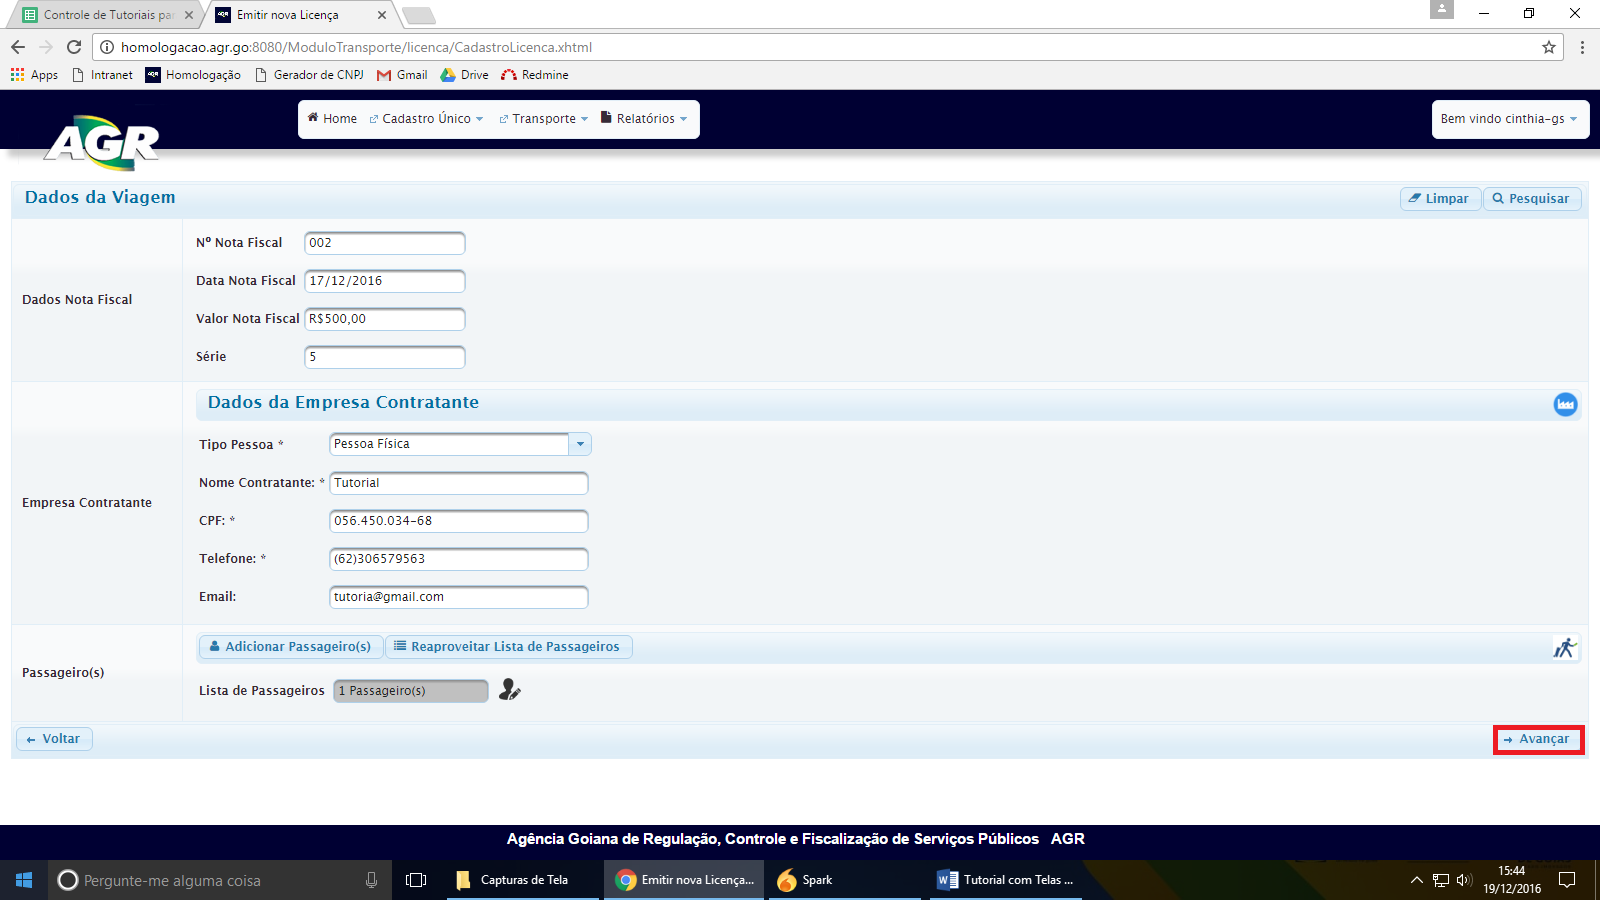 Controle de Tutoriais par
Emitir nova Licença
homologacao.agr.go:8080/ModuloTransporte/licenca/CadastroLicenca.xhtml
Apps Intranet Homologação Gerador de CNPJ Gmail Drive Redmine
AGR
Home Cadastro Único Transporte Relatórios
Bem vindo cinthia-gs
Dados da Viagem
Limpar Pesquisar
Dados Nota Fiscal
Nº Nota Fiscal 002
Data Nota Fiscal 17/12/2016
Valor Nota Fiscal R$500,00
Série 5
Empresa Contratante
Dados da Empresa Contratante
Tipo Pessoa * Pessoa Física
Nome Contratante: * Tutorial
CPF: * 056.450.034-68
Telefone: * (62)306579563
Email: tutoria@gmail.com
Passageiro(s)
Adicionar Passageiro(s) Reaproveitar Lista de Passageiros
Lista de Passageiros 1 Passageiro(s)
Voltar
Avançar
Agência Goiana de Regulação, Controle e Fiscalização de Serviços Públicos AGR
Pergunte-me alguma coisa
Capturas de Tela
Emitir nova Licença...
Spark
Tutorial com Telas ...
15:44
19/12/2016